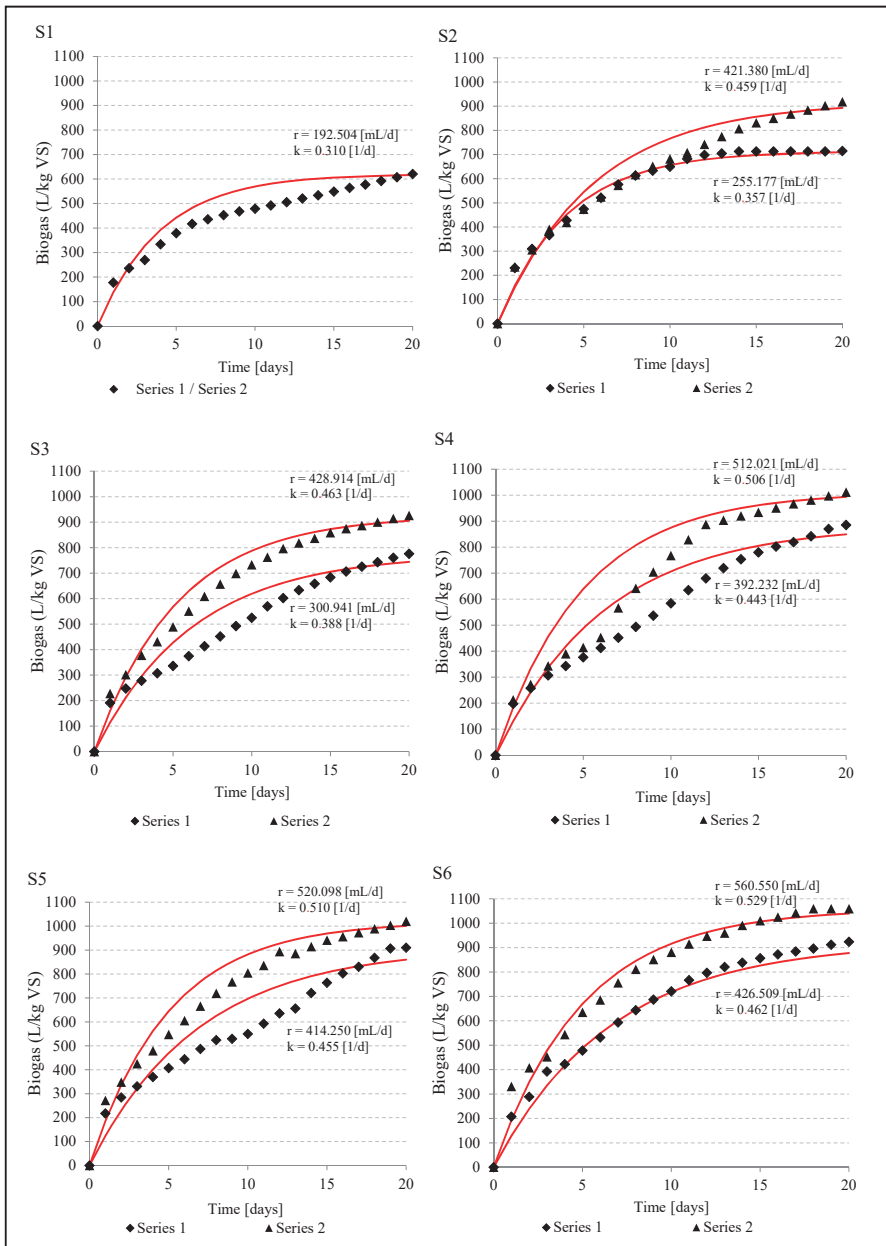 S1
1100
1000
900
800
700
600
500
400
300
200
100
0
Biogas (L/kg VS)
r = 192.504 [mL/d]
k = 0.310 [1/d]
0 5 10 15 20
Time [days]
Series 1 / Series 2
S2
1100
1000
900
800
700
600
500
400
300
200
100
0
Biogas (L/kg VS)
r = 421.380 [mL/d]
k = 0.459 [1/d]
r = 255.177 [mL/d]
k = 0.357 [1/d]
0 5 10 15 20
Time [days]
Series 1 Series 2
S3
1100
1000
900
800
700
600
500
400
300
200
100
0
Biogas (L/kg VS)
r = 428.914 [mL/d]
k = 0.463 [1/d]
r = 300.941 [mL/d]
k = 0.388 [1/d]
0 5 10 15 20
Time [days]
Series 1 Series 2
S4
1100
1000
900
800
700
600
500
400
300
200
100
0
Biogas (L/kg VS)
r = 512.021 [mL/d]
k = 0.506 [1/d]
r = 392.232 [mL/d]
k = 0.443 [1/d]
0 5 10 15 20
Time [days]
Series 1 Series 2
S5
1100
1000
900
800
700
600
500
400
300
200
100
0
Biogas (L/kg VS)
r = 520.098 [mL/d]
k = 0.510 [1/d]
r = 414.250 [mL/d]
k = 0.455 [1/d]
0 5 10 15 20
Time [days]
Series 1 Series 2
S6
1100
1000
900
800
700
600
500
400
300
200
100
0
Biogas (L/kg VS)
r = 560.550 [mL/d]
k = 0.529 [1/d]
r = 426.509 [mL/d]
k = 0.462 [1/d]
0 5 10 15 20
Time [days]
Series 1 Series 2